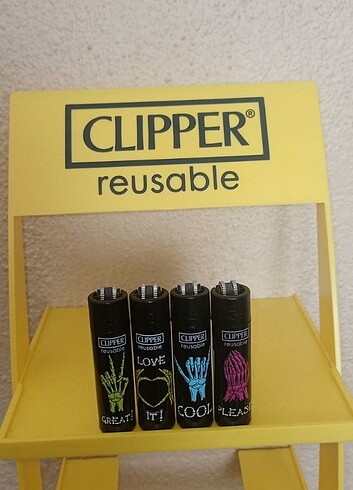 CLIPPER®
reusable
CLIPPER
reusable
GREAT!
CLIPPER
reusable
LOVE
IT!
CLIPPER
reusable
COOL
CLIPPER
reusable
PLEASE